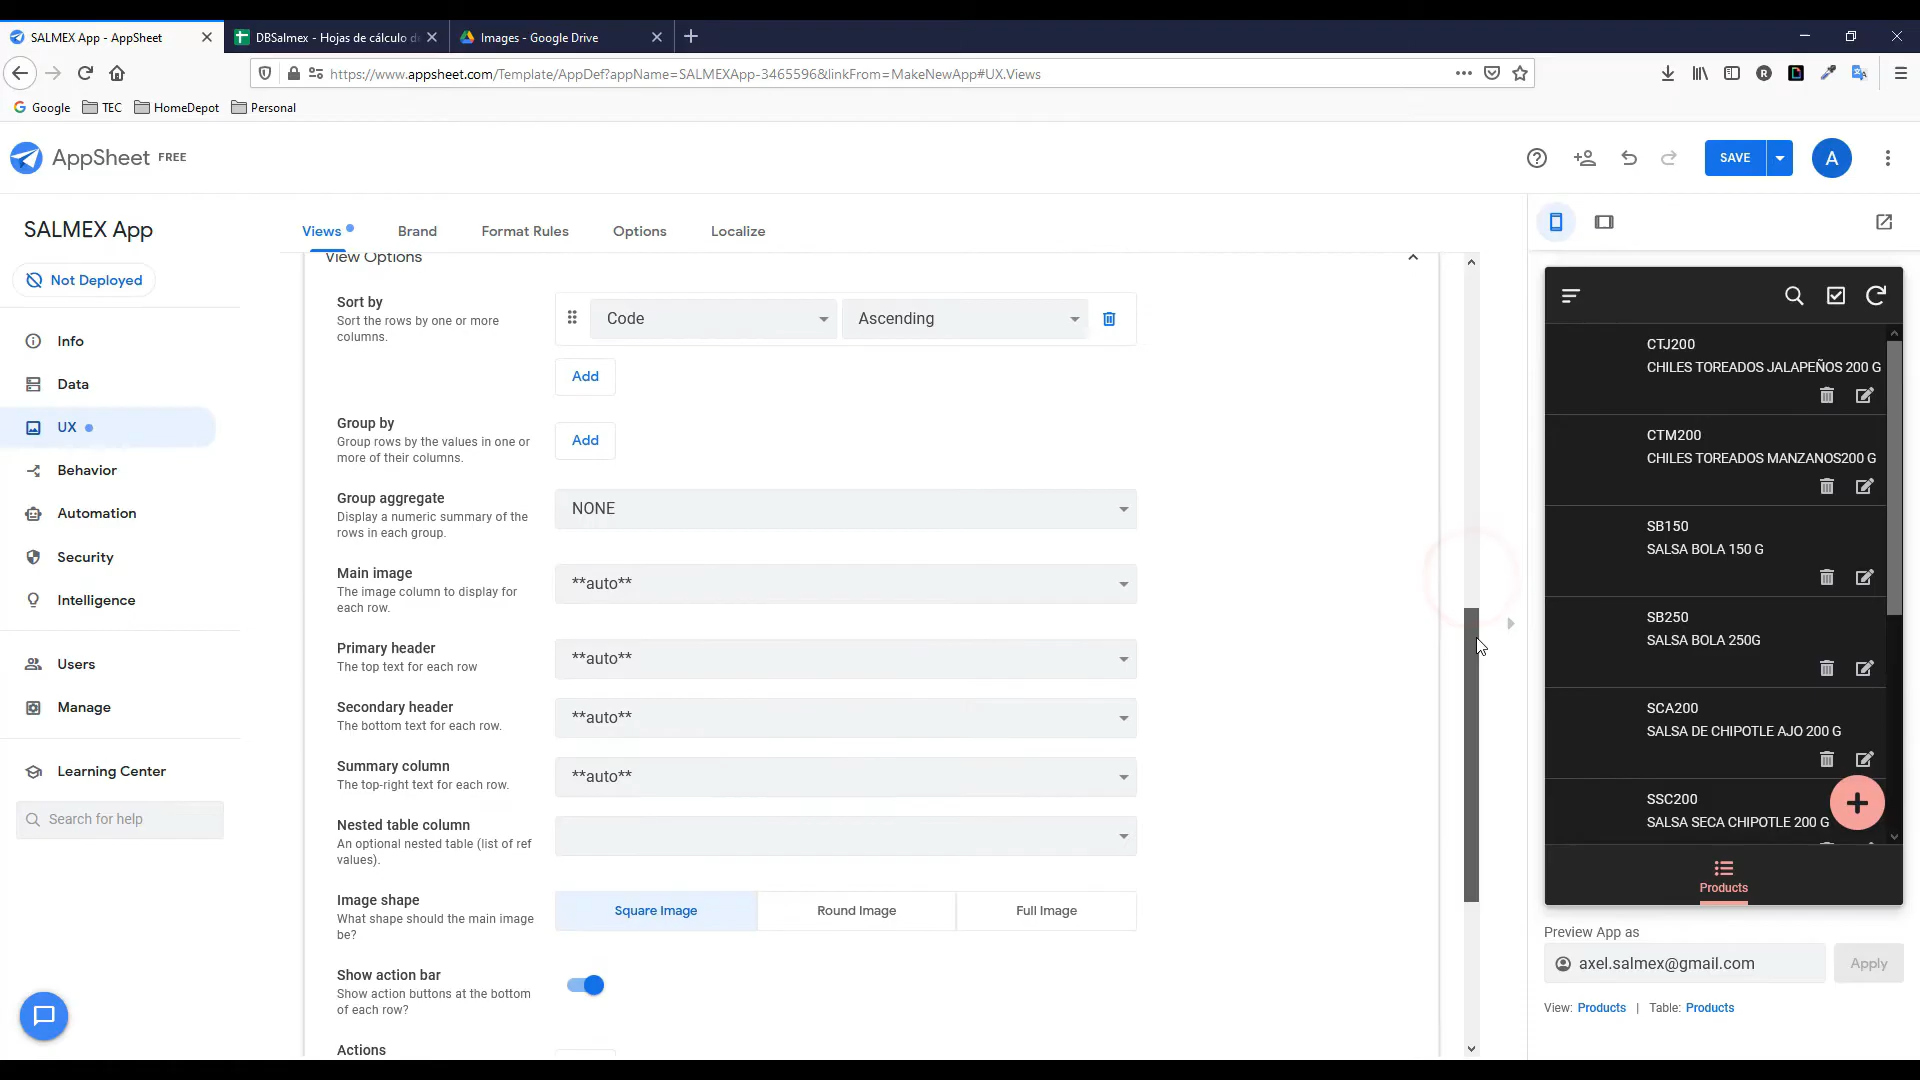 SALMEX App - AppSheet
DBSalmex - Hojas de cálculo d
Images - Google Drive
https://www.appsheet.com/Template/AppDef?appName=SALMEXApp-3465596&linkFrom=MakeNewApp#UX.Views
Google
TEC
HomeDepot
Personal
AppSheet FREE
SAVE
A
SALMEX App
Not Deployed
Info
Data
UX
Behavior
Automation
Security
Intelligence
Users
Manage
Learning Center
Search for help
Views
Brand
Format Rules
Options
Localize
View Options
Sort by
Sort the rows by one or more
columns.
Code
Ascending
Add
Group by
Group rows by the values in one or
more of their columns.
Add
Group aggregate
Display a numeric summary of the
rows in each group.
NONE
Main image
The image column to display for
each row.
**auto**
Primary header
The top text for each row
**auto**
Secondary header
The bottom text for each row.
**auto**
Summary column
The top-right text for each row.
**auto**
Nested table column
An optional nested table (list of ref
values).
Image shape
What shape should the main image
be?
Square Image
Round Image
Full Image
Show action bar
Show action buttons at the bottom
of each row?
Actions
CTJ200
CHILES TOREADOS JALAPEÑOS 200 G
CTM200
CHILES TOREADOS MANZANOS200 G
SB150
SALSA BOLA 150 G
SB250
SALSA BOLA 250G
SCA200
SALSA DE CHIPOTLE AJO 200 G
SSC200
SALSA SECA CHIPOTLE 200 G
Products
Preview App as
axel.salmex@gmail.com
Apply
View: Products | Table: Products